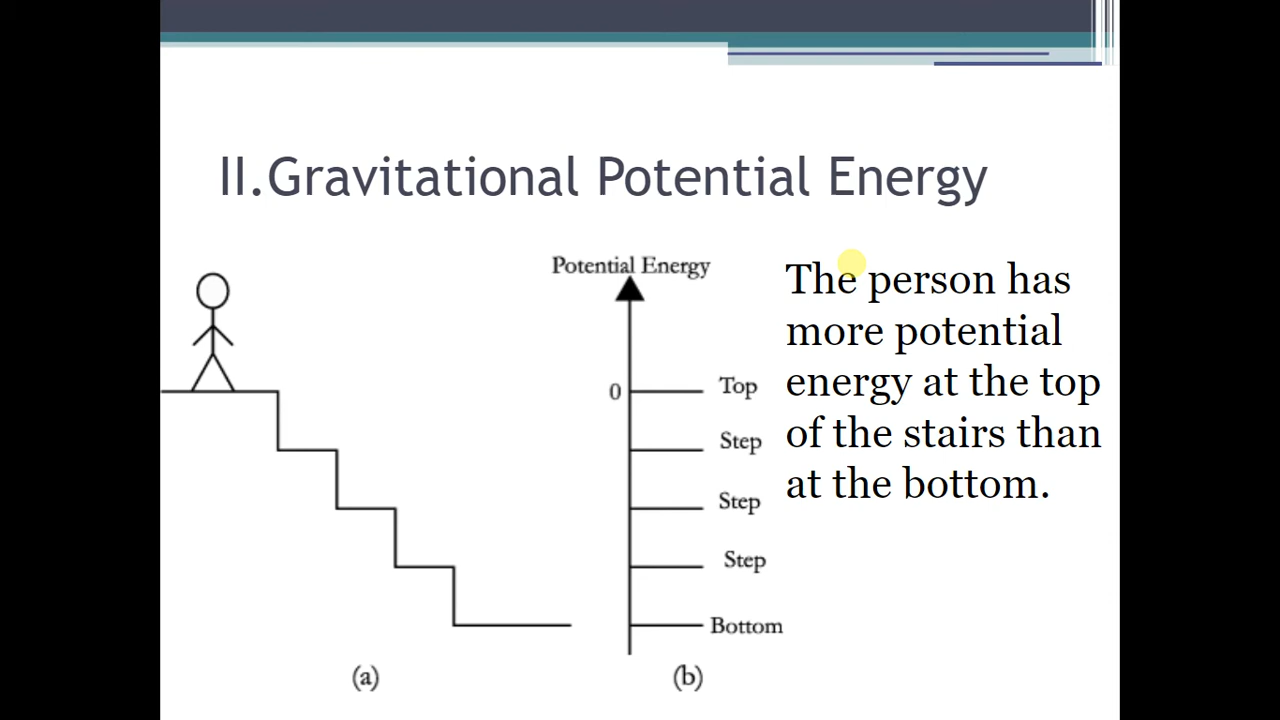 II.Gravitational Potential Energy
Potential Energy
0
Top
Step
Step
Step
Bottom
(a)
(b)
The person has
more potential
energy at the top
of the stairs than
at the bottom.